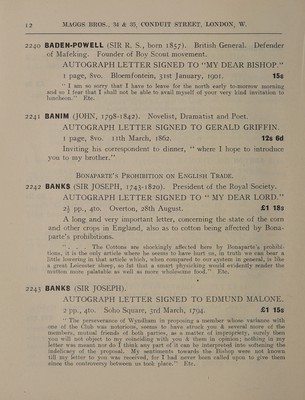 12 MAGGS BROS., 34 & 35, CONDUIT STREET, LONDON, W.
2240 BADEN-POWELL (SIR R. S., born 1857). British General. Defender
of Mafeking. Founder of Boy Scout movement.
AUTOGRAPH LETTER SIGNED TO "MY DEAR BISHOP."
1 page, 8vo. Bloemfontein, 31st January, 1901. 15s
" I am so sorry that I have to leave for the north early to-morrow morning
and so I fear that I shall not be able to avail myself of your very kind invitation to
luncheon." Etc.
2241 BANIM (JOHN, 1798-1842). Novelist, Dramatist and Poet.
AUTOGRAPH LETTER SIGNED TO GERALD GRIFFIN.
1 page, 8vo. 11th March, 1862. 12s 6d
Inviting his correspondent to dinner, " where I hope to introduce
you to my brother."
BONAPARTE'S PROHIBITION ON ENGLISH TRADE.
2242 BANKS (SIR JOSEPH, 1743-1820). President of the Royal Society.
AUTOGRAPH LETTER SIGNED TO " MY DEAR LORD."
2½ pp., 4to. Overton, 28th August. £1 18s
A long and very important letter, concerning the state of the corn
and other crops in England, also as to cotton being affected by Bona-
parte's prohibitions.
" . . . The Cottons are shockingly affected here by Bonaparte's prohibi-
tions, it is the only article where he seems to have hurt us, in truth we can bear a
little lowering in that article which, when compared to our system in general, is like
a great Leicester sheep, so fat that a smart physicking would evidently render the
mutton more palatable as well as more wholesome food." Etc.
2243 BANKS (SIR JOSEPH).
AUTOGRAPH LETTER SIGNED TO EDMUND MALONE.
2 pp., 4to. Soho Square, 3rd March, 1794. £1 15s
" The perseverance of Wyndham in proposing a member whose variance with
one of the Club was notorious, seems to have struck you & several more of the
members, mutual friends of both parties, as a matter of impropriety, surely then
you will not object to my coinciding with you & them in opinion; nothing in my
letter was meant nor do I think any part of it can be interpreted into esteeming the
indelicacy of the proposal. My sentiments towards the Bishop were not known
till my letter to you was received, for I had never been called upon to give them
since the controversy between us took place." Etc.